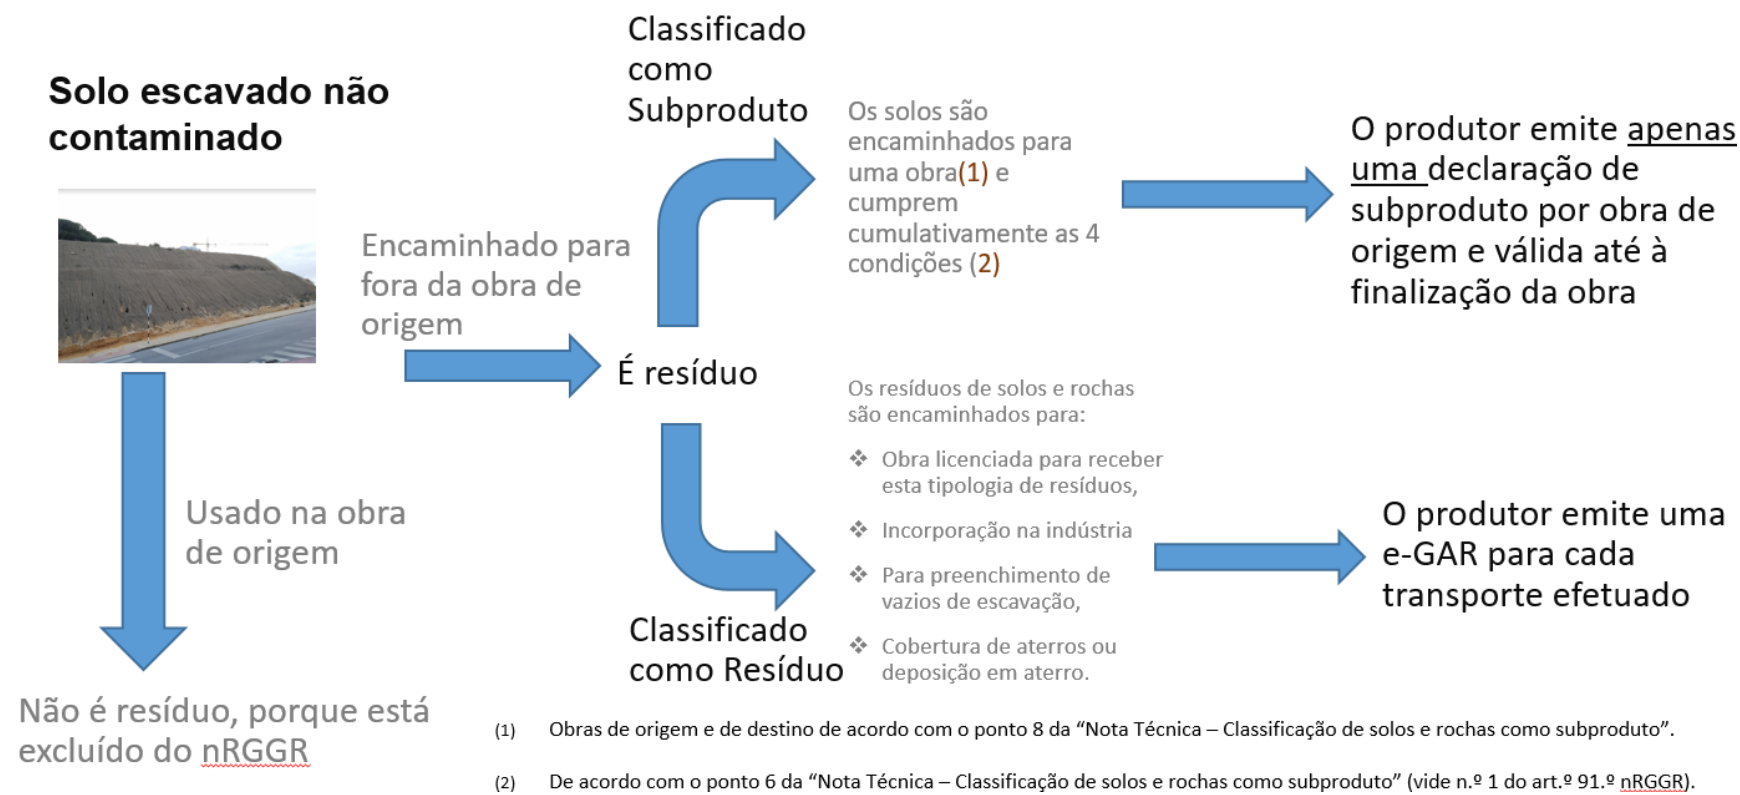 Solo escavado não
contaminado
Encaminhado para
fora da obra de
origem
Usado na obra
de origem
Não é resíduo, porque está
excluído do nRGGR
É resíduo
Classificado
como
Subproduto
Os solos são
encaminhados para
uma obra(1) e
cumprem
cumulativamente as 4
condições (2)
O produtor emite apenas
uma declaração de
subproduto por obra de
origem e válida até à
finalização da obra
Classificado
como Resíduo
Os resíduos de solos e rochas
são encaminhados para:
❖ Obra licenciada para receber
esta tipologia de resíduos,
❖ Incorporação na indústria
❖ Para preenchimento de
vazios de escavação,
❖ Cobertura de aterros ou
deposição em aterro.
O produtor emite uma
e-GAR para cada
transporte efetuado
(1) Obras de origem e de destino de acordo com o ponto 8 da “Nota Técnica – Classificação de solos e rochas como subproduto”.
(2) De acordo com o ponto 6 da “Nota Técnica – Classificação de solos e rochas como subproduto” (vide n.º 1 do art.º 91.º nRGGR).